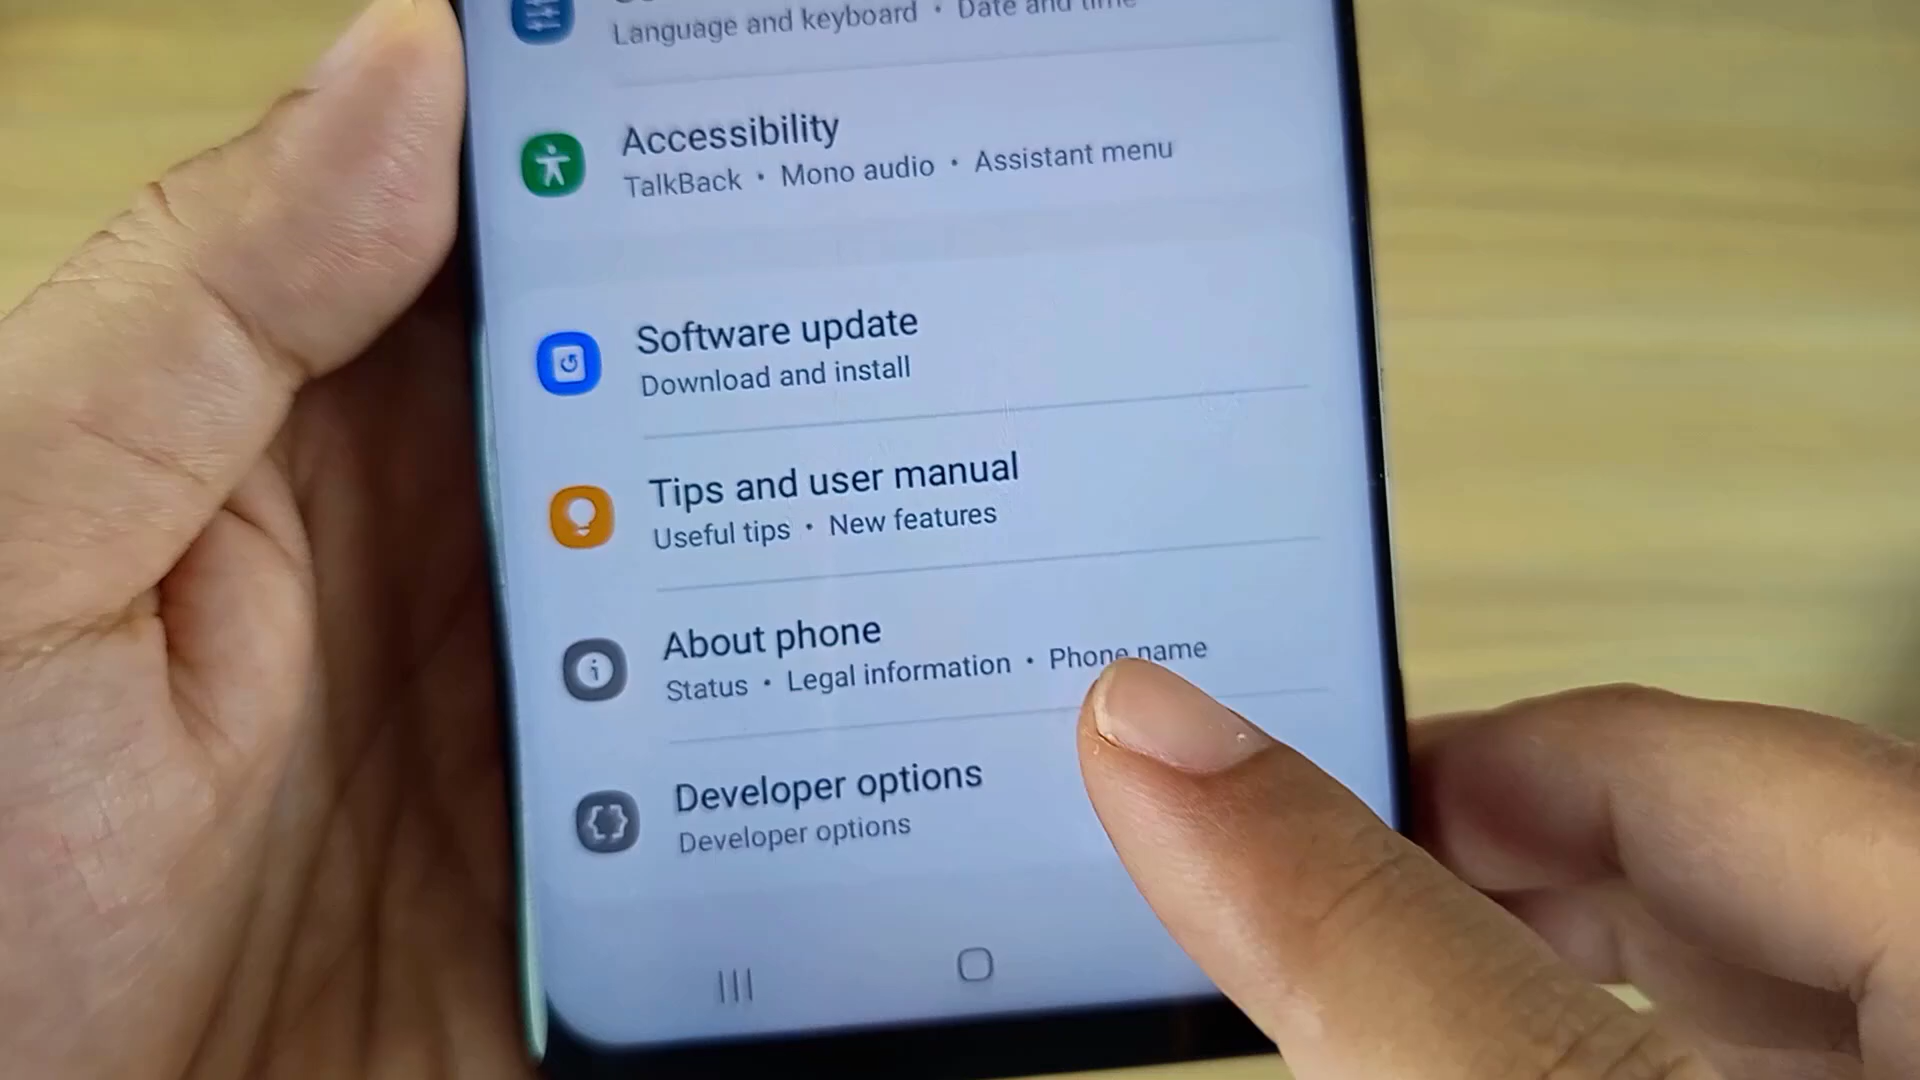 Language and keyboard • Date and time
Accessibility
TalkBack • Mono audio • Assistant menu
Software update
Download and install
Tips and user manual
Useful tips • New features
About phone
Status • Legal information • Phone name
Developer options
Developer options